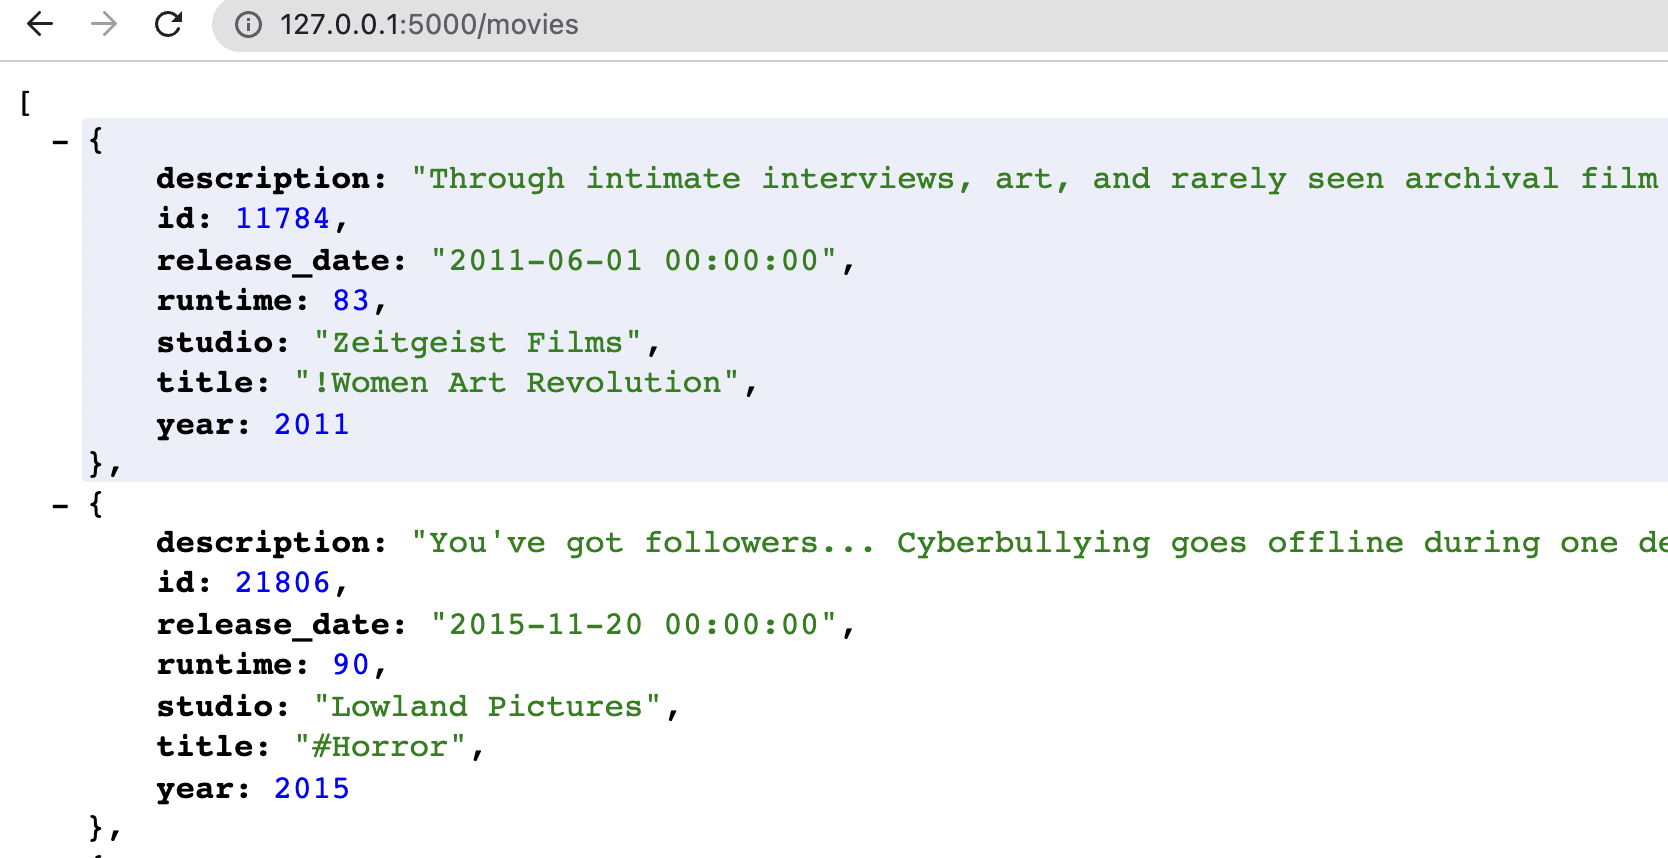 127.0.0.1:5000/movies
[
- {
description: "Through intimate interviews, art, and rarely seen archival film
id: 11784,
release_date: "2011-06-01 00:00:00",
runtime: 83,
studio: "Zeitgeist Films",
title: "!Women Art Revolution",
year: 2011
},
- {
description: "You've got followers... Cyberbullying goes offline during one de
id: 21806,
release_date: "2015-11-20 00:00:00",
runtime: 90,
studio: "Lowland Pictures",
title: "#Horror",
year: 2015
},